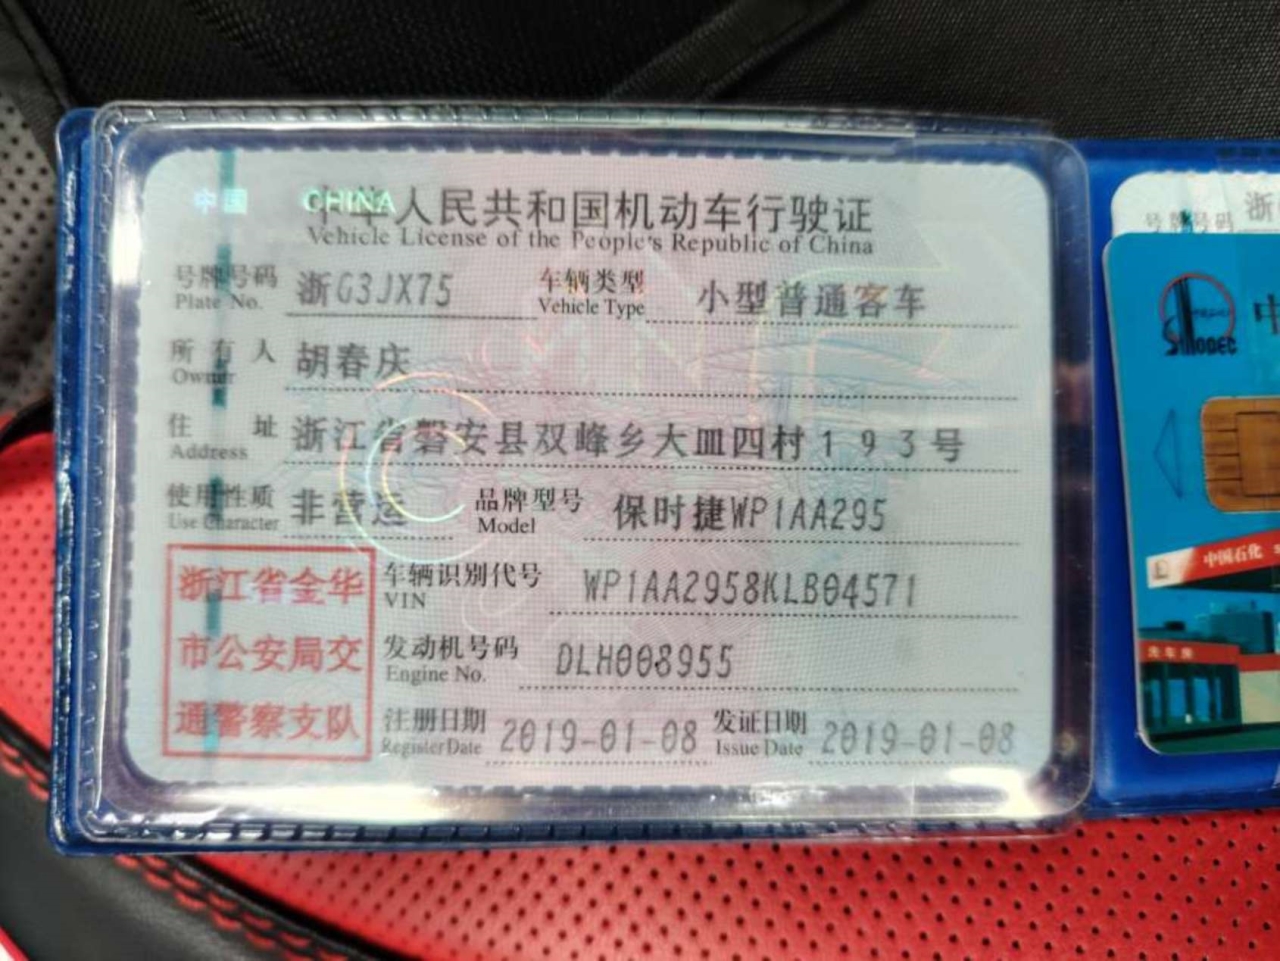 中国 CHINA
中华人民共和国机动车行驶证
Vehicle License of the People's Republic of China
号牌号码 浙G3JX75 车辆类型 小型普通客车
Plate No. Vehicle Type
所有人 胡春庆
Owner
住址 浙江省磐安县双峰乡大皿四村193号
Address
使用性质 非营运 品牌型号 保时捷WP1AA295
Use Character Model
浙江省金华
市公安局交
通警察支队
车辆识别代号 WP1AA2958KLB04571
VIN
发动机号码 DLH008955
Engine No.
注册日期 2019-01-08 发证日期 2019-01-08
Register Date Issue Date
号牌号码 浙
SINOPEC
中
中国石化
洗车房